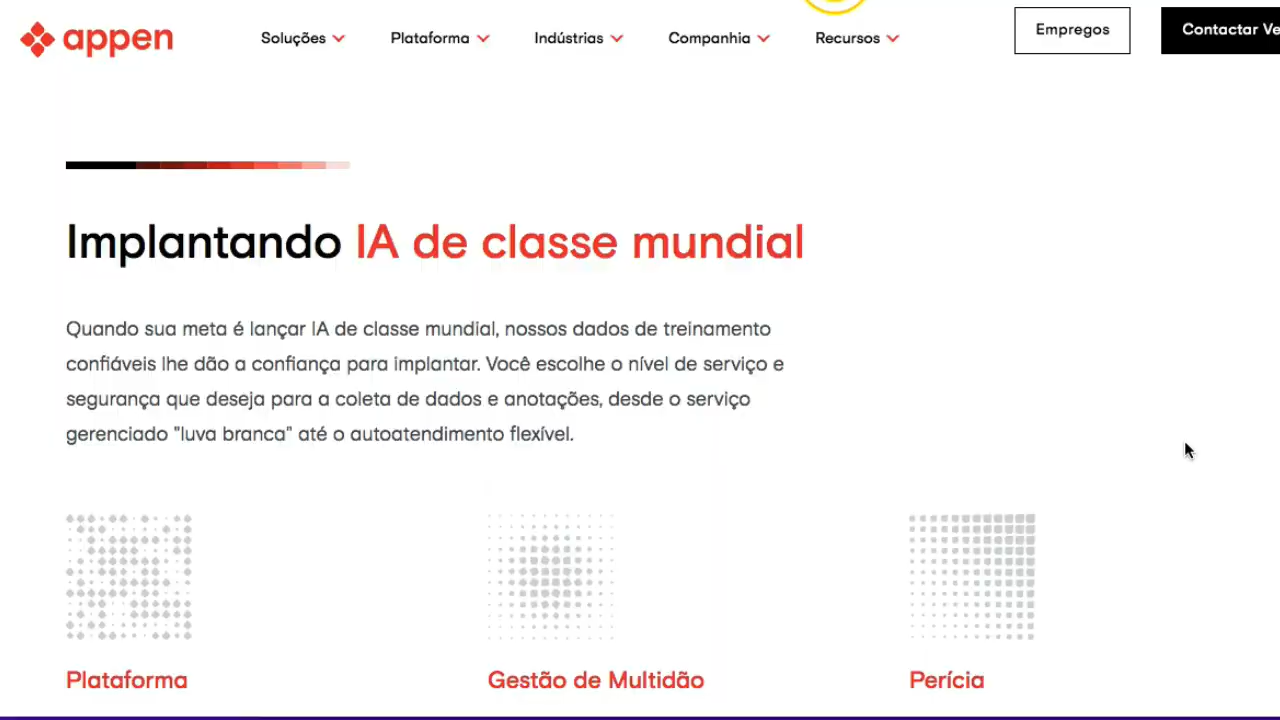 appen
Soluções
Plataforma
Indústrias
Companhia
Recursos
Empregos
Contactar Ve
Implantando IA de classe mundial
Quando sua meta é lançar IA de classe mundial, nossos dados de treinamento
confiáveis lhe dão a confiança para implantar. Você escolhe o nível de serviço e
segurança que deseja para a coleta de dados e anotações, desde o serviço
gerenciado "luva branca" até o autoatendimento flexível.
Plataforma
Gestão de Multidão
Perícia